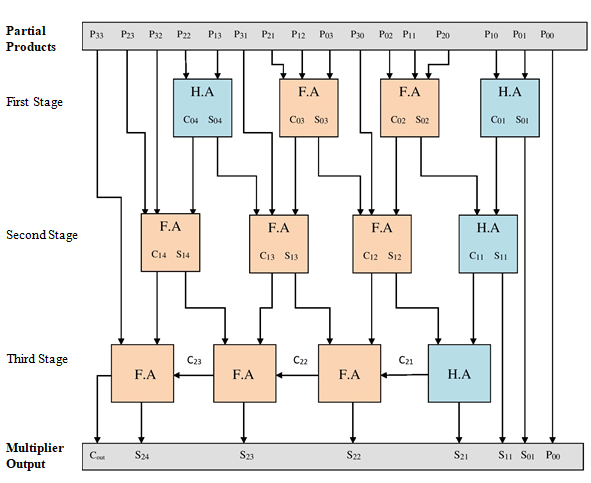 Partial
Products
P33 P23 P32 P22 P13 P31 P21 P12 P03 P30 P02 P11 P20 P10 P01 P00
First Stage
H.A F.A F.A H.A
C04 S04 C03 S03 C02 S02 C01 S01
Second Stage
F.A F.A F.A H.A
C14 S14 C13 S13 C12 S12 C11 S11
Third Stage
C23 C22 C21
F.A F.A F.A H.A
Multiplier
Output
Cout S24 S23 S22 S21 S11 S01 P00